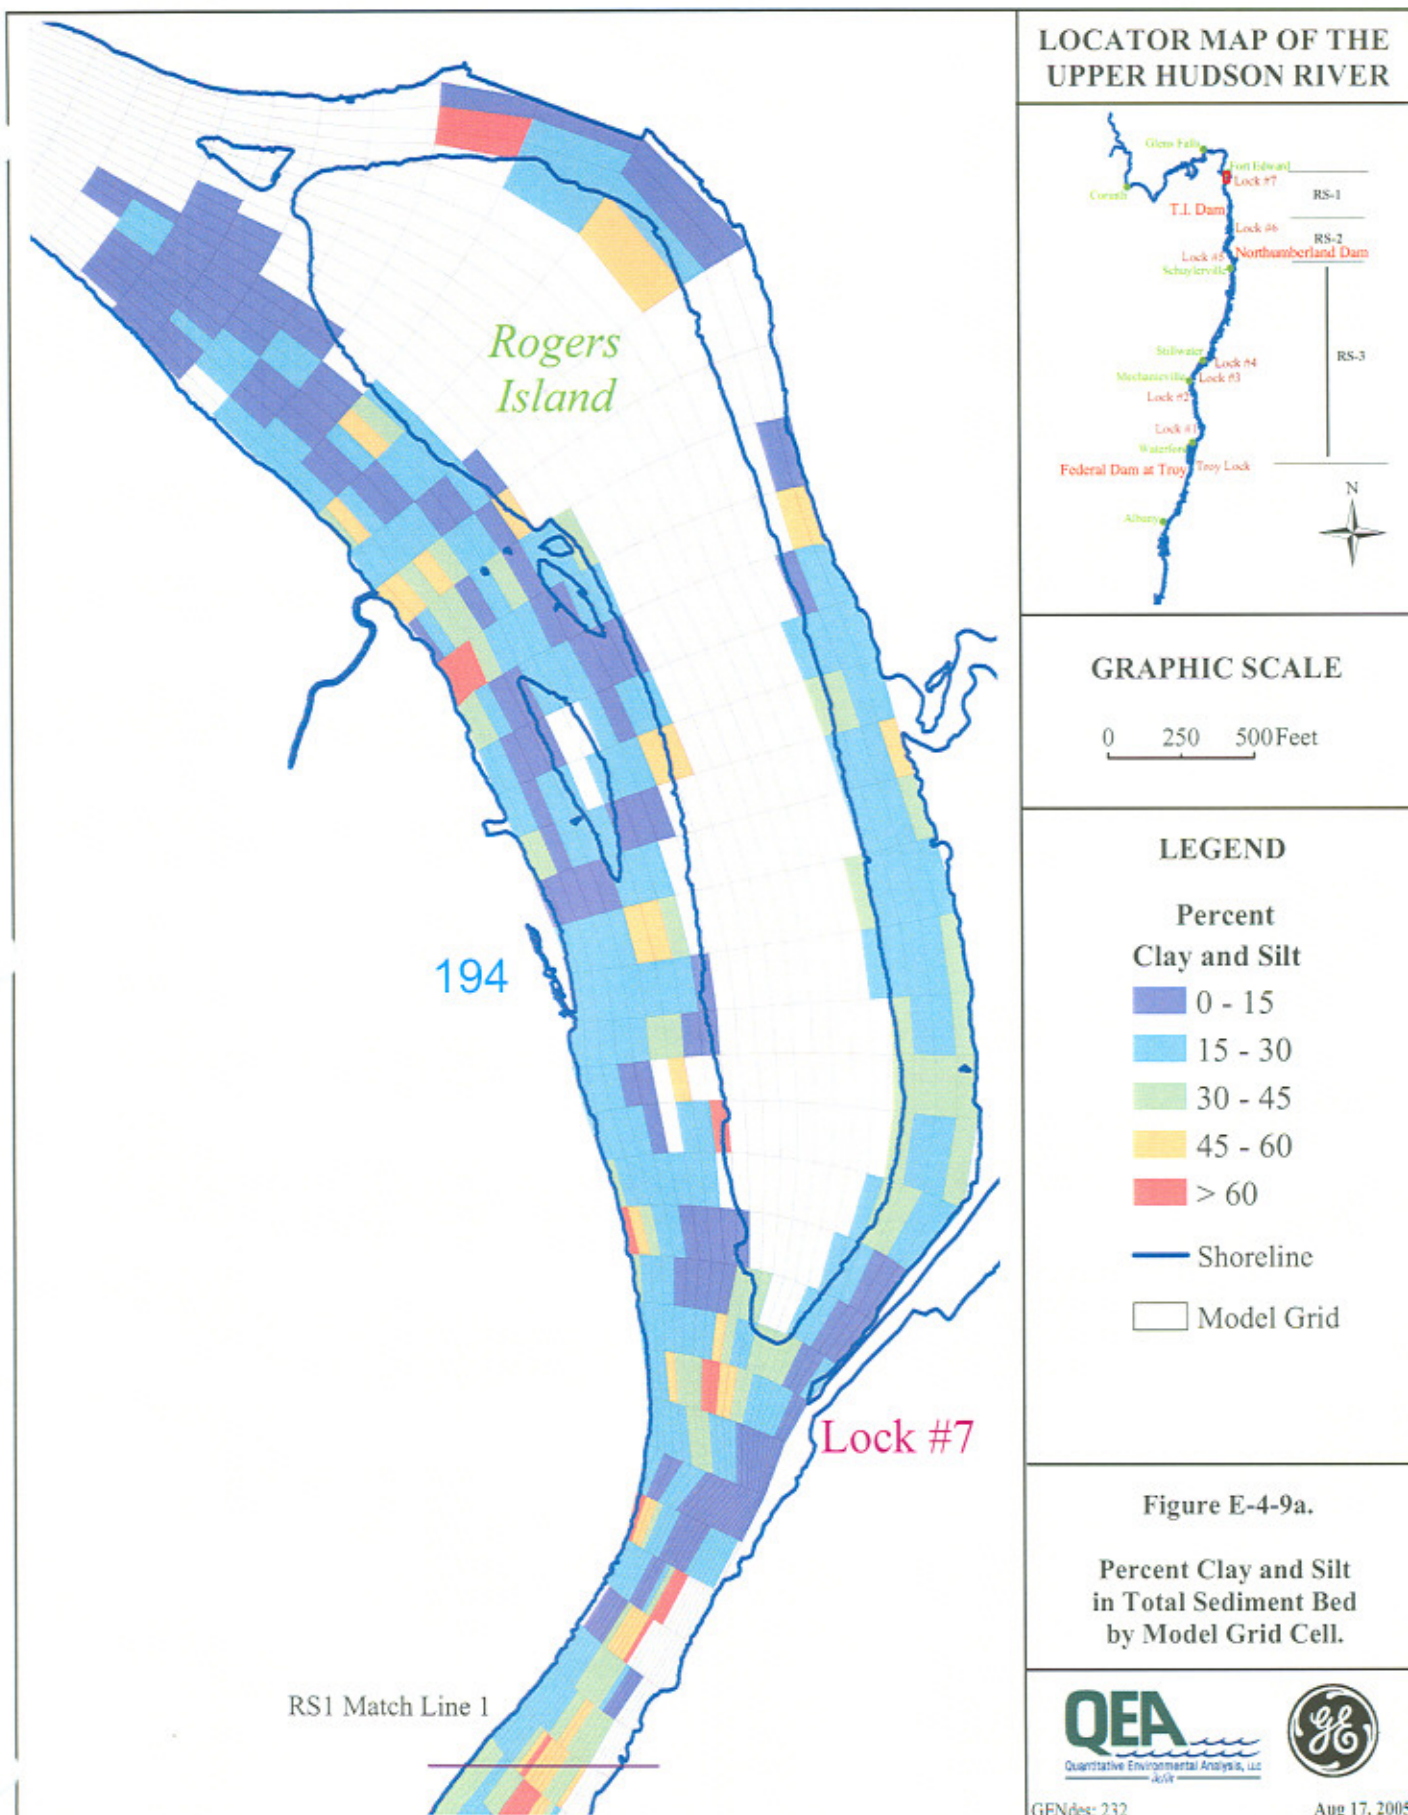 LOCATOR MAP OF THE
UPPER HUDSON RIVER
Glens Falls
Fort Edward
Lock #7
Corinth
RS-1
T.I. Dam
Lock #6
RS-2
Northumberland Dam
Lock #5
Schuylerville
Stillwater
Lock #4
RS-3
Mechanicville
Lock #3
Lock #2
Lock #1
Waterford
Federal Dam at Troy
Troy Lock
Albany
N
GRAPHIC SCALE
0 250 500 Feet
LEGEND
Percent
Clay and Silt
0 - 15
15 - 30
30 - 45
45 - 60
> 60
Shoreline
Model Grid
Figure E-4-9a.
Percent Clay and Silt
in Total Sediment Bed
by Model Grid Cell.
QEA
Quantitative Environmental Analysis, LLC
GE
GENdes: 232
Aug 17, 2005
Rogers
Island
194
Lock #7
RS1 Match Line 1